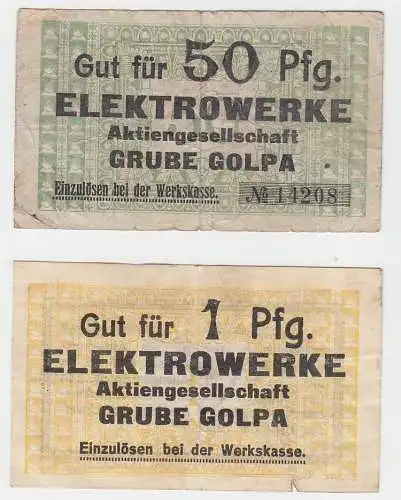 Gut für 50 Pfg.
ELEKTROWERKE
Aktiengesellschaft
GRUBE GOLPA
Einzulösen bei der Werkskasse. № 14208
Gut für 1 Pfg.
ELEKTROWERKE
Aktiengesellschaft
GRUBE GOLPA
Einzulösen bei der Werkskasse.